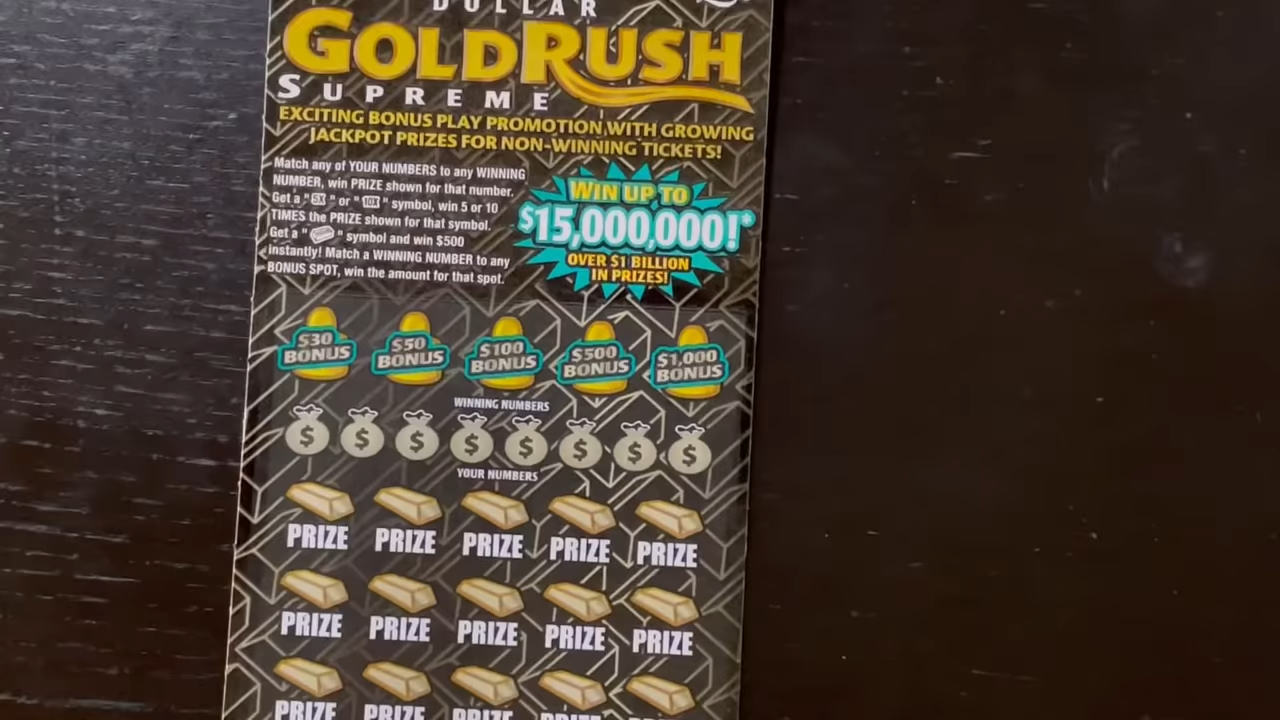 DOLLAR
GOLDRUSH
SUPREME
EXCITING BONUS PLAY PROMOTION WITH GROWING
JACKPOT PRIZES FOR NON-WINNING TICKETS!
Match any of YOUR NUMBERS to any WINNING
NUMBER, win PRIZE shown for that number.
Get a "5X" or "10X" symbol, win 5 or 10
TIMES the PRIZE shown for that symbol.
Get a " " symbol and win $500
instantly! Match a WINNING NUMBER to any
BONUS SPOT, win the amount for that spot.
WIN UP TO
$15,000,000!*
OVER $1 BILLION
IN PRIZES!
$30 $50 $100 $500 $1,000
BONUS BONUS BONUS BONUS BONUS
WINNING NUMBERS
$ $ $ $ $ $ $ $
YOUR NUMBERS
PRIZE PRIZE PRIZE PRIZE PRIZE
PRIZE PRIZE PRIZE PRIZE PRIZE
PRIZE PRIZE PRIZE PRIZE PRIZE